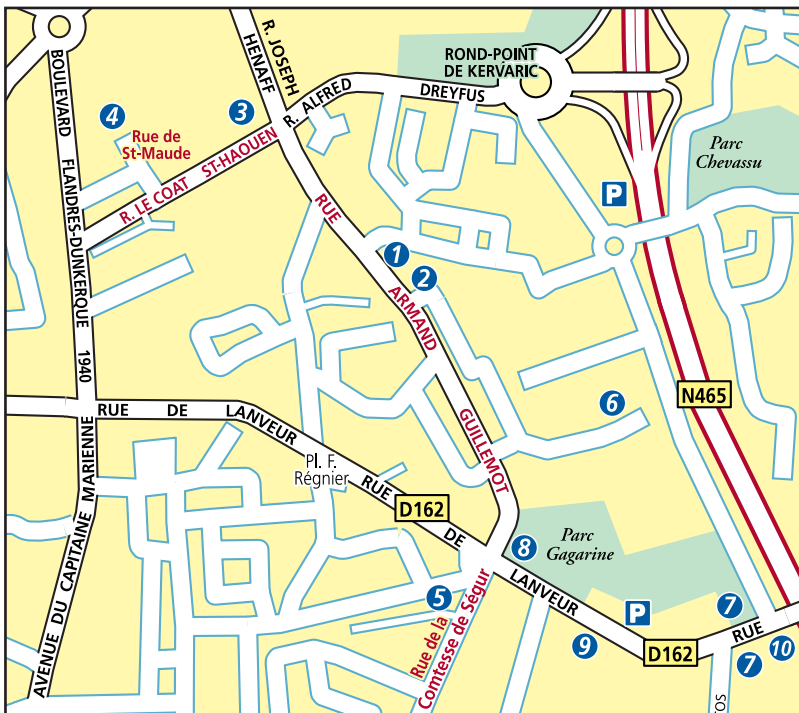 R. JOSEPH
HENAFF
ROND-POINT
DE KERVARIC
R. ALFRED
DREYFUS
BOULEVARD
FLANDRES-DUNKERQUE
1940
4
3
Rue de
St-Maude
R. LE COAT ST-HAOUEN
Parc
Chevassu
P
RUE
ARMAND
GUILLEMOT
1
2
N465
6
RUE DE LANVEUR
Pl. F.
Régnier
RUE
D162
DE
LANVEUR
AVENUE DU CAPITAINE MARIENNE
8
Parc
Gagarine
5
Rue de la
Comtesse de Ségur
P
7
9
D162
RUE
7
10
OS